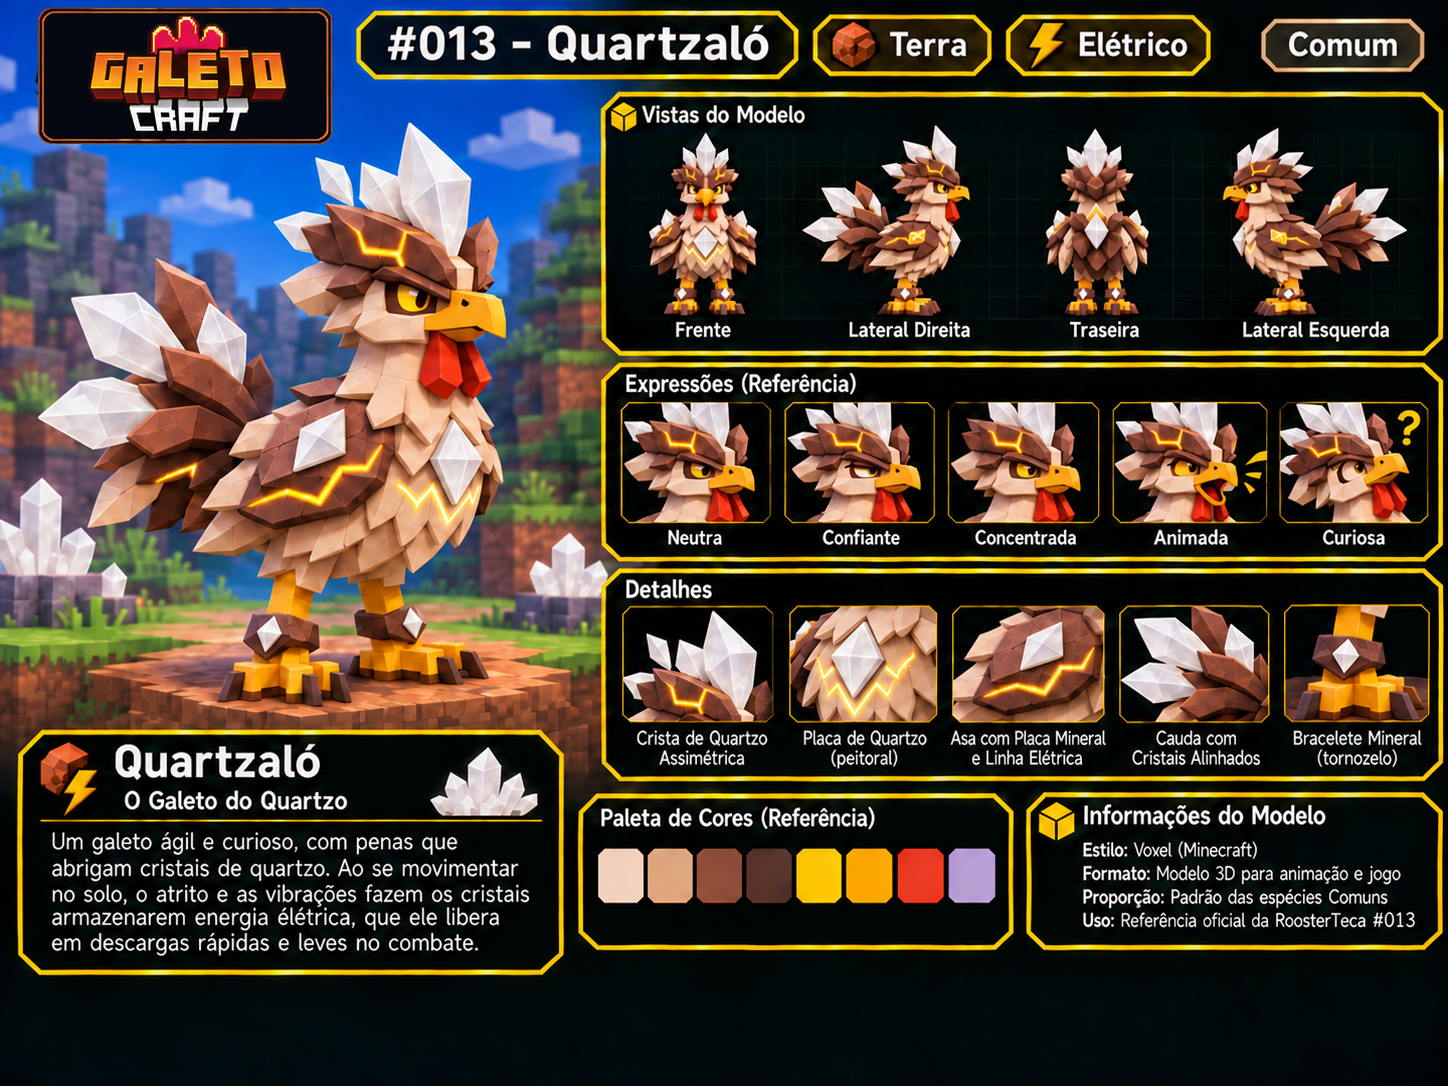 GALETO
CRAFT
#013 - Quartzaló
Terra
Elétrico
Comum
Vistas do Modelo
Frente
Lateral Direita
Traseira
Lateral Esquerda
Expressões (Referência)
?
Neutra
Confiante
Concentrada
Animada
Curiosa
Detalhes
Crista de Quartzo
Assimétrica
Placa de Quartzo
(peitoral)
Asa com Placa Mineral
e Linha Elétrica
Cauda com
Cristais Alinhados
Bracelete Mineral
(tornozelo)
Quartzaló
O Galeto do Quartzo
Um galeto ágil e curioso, com penas que
abrigam cristais de quartzo. Ao se movimentar
no solo, o atrito e as vibrações fazem os cristais
armazenarem energia élétrica, que ele libera
em descargas rápidas e leves no combate.
Paleta de Cores (Referência)
Informações do Modelo
Estilo: Voxel (Minecraft)
Formato: Modelo 3D para animação e jogo
Proporção: Padrão das espécies Comuns
Uso: Referência oficial da RoosterTeca #013